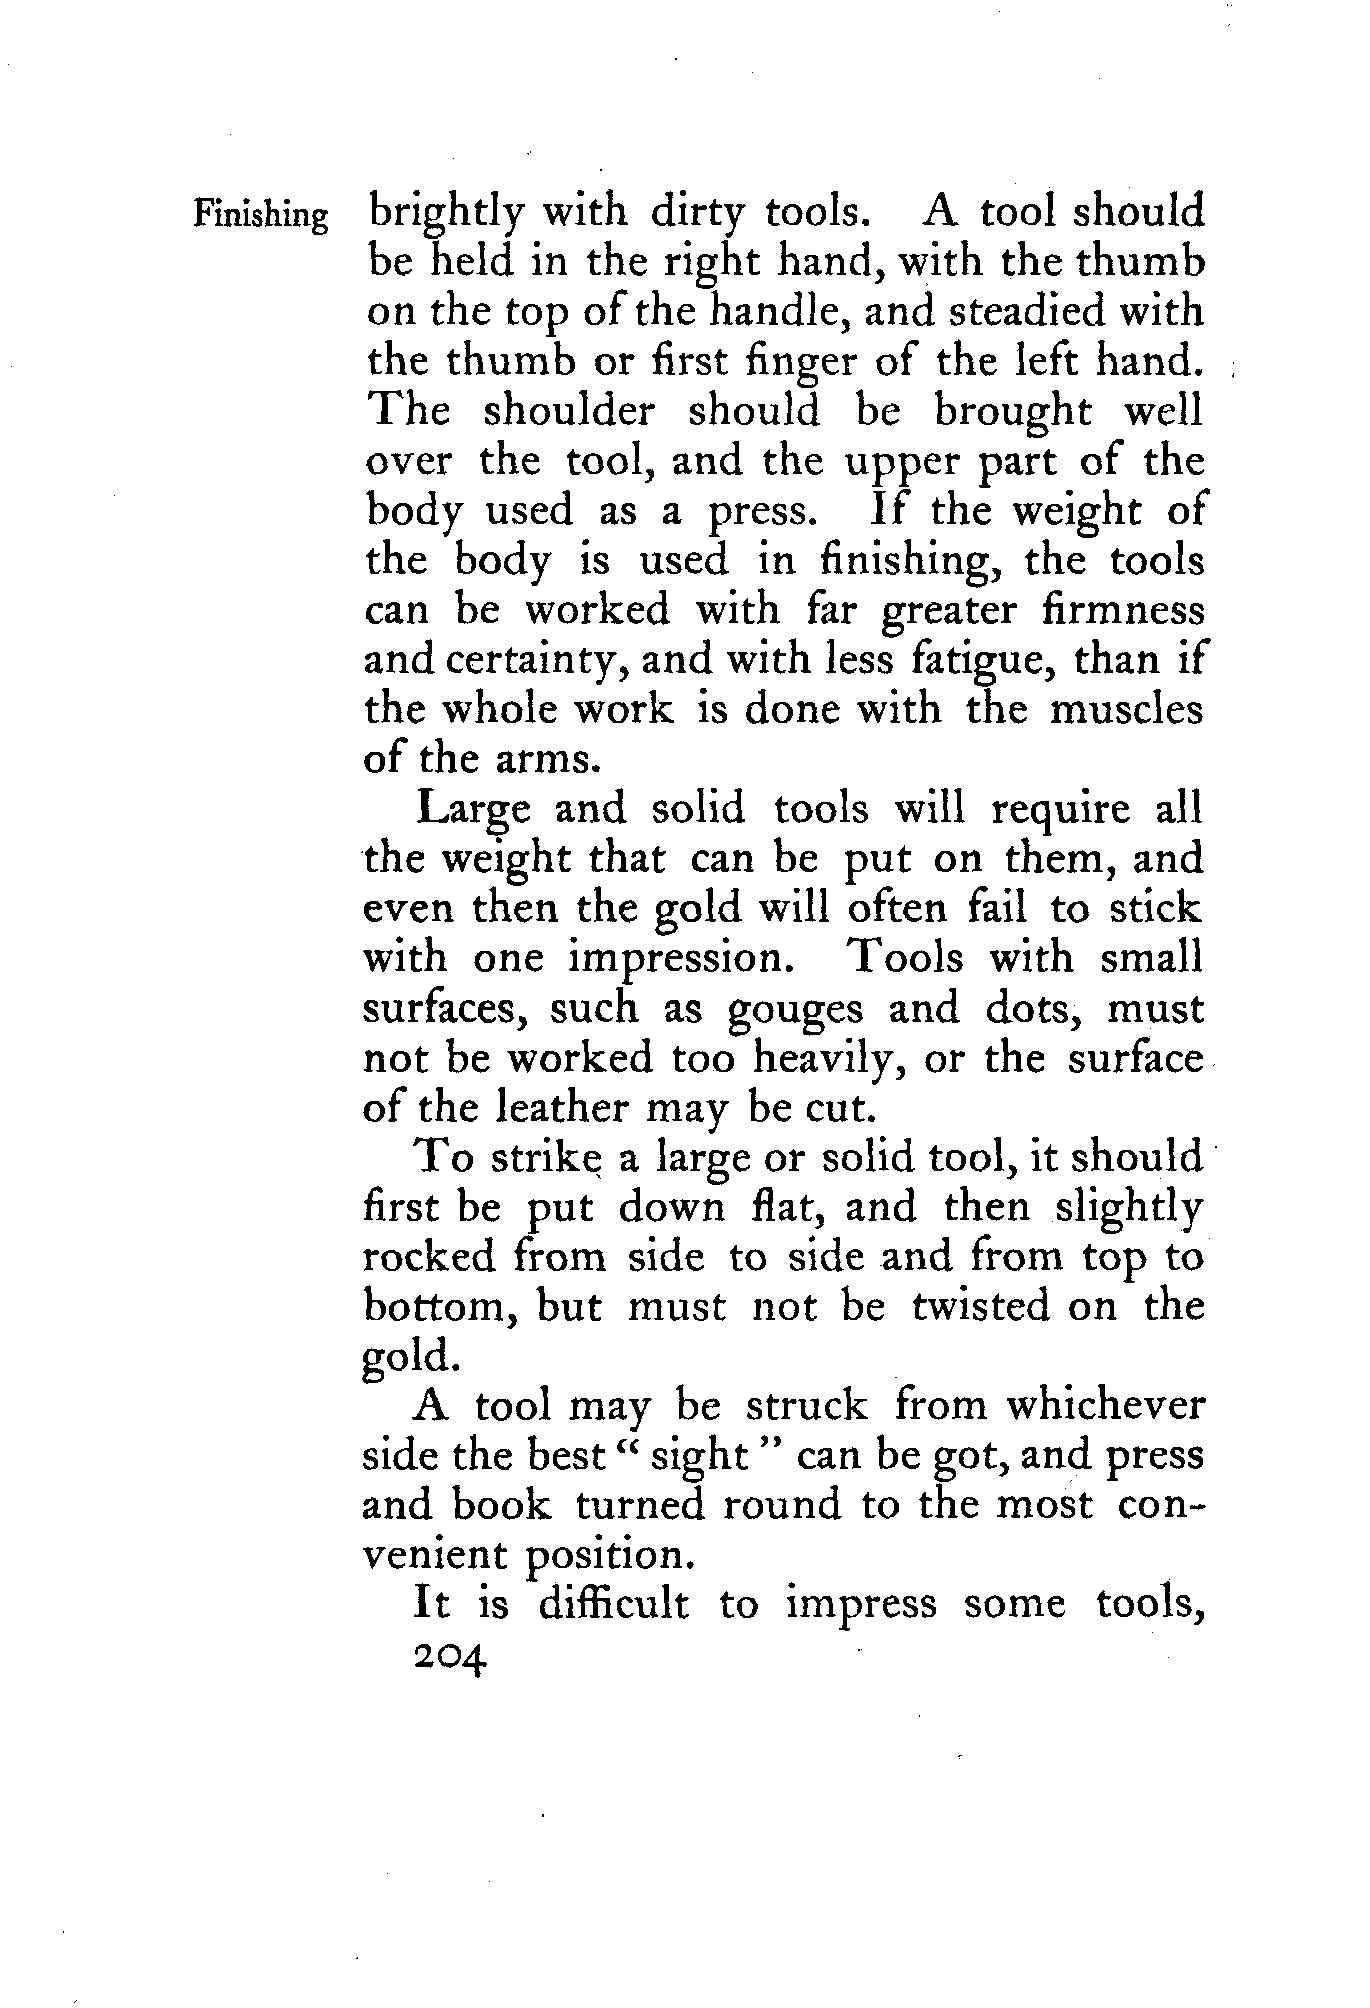 Finishing brightly with dirty tools. A tool should
be held in the right hand, with the thumb
on the top of the handle, and steadied with
the thumb or first finger of the left hand.
The shoulder should be brought well
over the tool, and the upper part of the
body used as a press. If the weight of
the body is used in finishing, the tools
can be worked with far greater firmness
and certainty, and with less fatigue, than if
the whole work is done with the muscles
of the arms.
Large and solid tools will require all
the weight that can be put on them, and
even then the gold will often fail to stick
with one impression. Tools with small
surfaces, such as gouges and dots, must
not be worked too heavily, or the surface
of the leather may be cut.
To strike a large or solid tool, it should
first be put down flat, and then slightly
rocked from side to side and from top to
bottom, but must not be twisted on the
gold.
A tool may be struck from whichever
side the best “ sight ” can be got, and press
and book turned round to the most con-
venient position.
It is difficult to impress some tools,
204